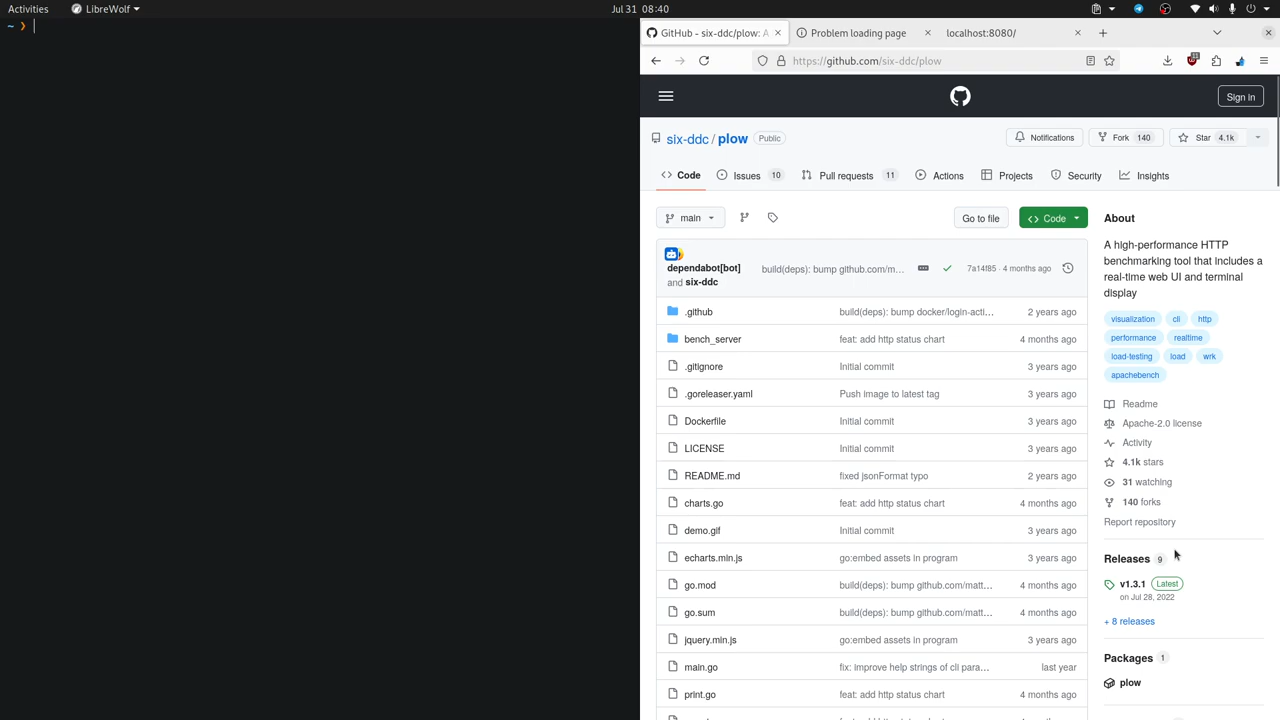 Activities LibreWolf Jul 31 08:40
~ ❯
GitHub - six-ddc/plow: A Problem loading page localhost:8080/
https://github.com/six-ddc/plow
Sign in
six-ddc / plow Public Notifications Fork 140 Star 4.1k
Code Issues 10 Pull requests 11 Actions Projects Security Insights
main Go to file Code
dependabot[bot]
and six-ddc
build(deps): bump github.com/m... 7a14f85 · 4 months ago
.github build(deps): bump docker/login-acti... 2 years ago
bench_server feat: add http status chart 4 months ago
.gitignore Initial commit 3 years ago
.goreleaser.yaml Push image to latest tag 3 years ago
Dockerfile Initial commit 3 years ago
LICENSE Initial commit 3 years ago
README.md fixed jsonFormat typo 2 years ago
charts.go feat: add http status chart 4 months ago
demo.gif Initial commit 3 years ago
echarts.min.js go:embed assets in program 3 years ago
go.mod build(deps): bump github.com/matt... 4 months ago
go.sum build(deps): bump github.com/matt... 4 months ago
jquery.min.js go:embed assets in program 3 years ago
main.go fix: improve help strings of cli para... last year
print.go feat: add http status chart 4 months ago
About
A high-performance HTTP
benchmarking tool that includes a
real-time web UI and terminal
display
visualization cli http
performance realtime
load-testing load wrk
apachebench
Readme
Apache-2.0 license
Activity
4.1k stars
31 watching
140 forks
Report repository
Releases 9
v1.3.1 Latest
on Jul 28, 2022
+ 8 releases
Packages 1
plow